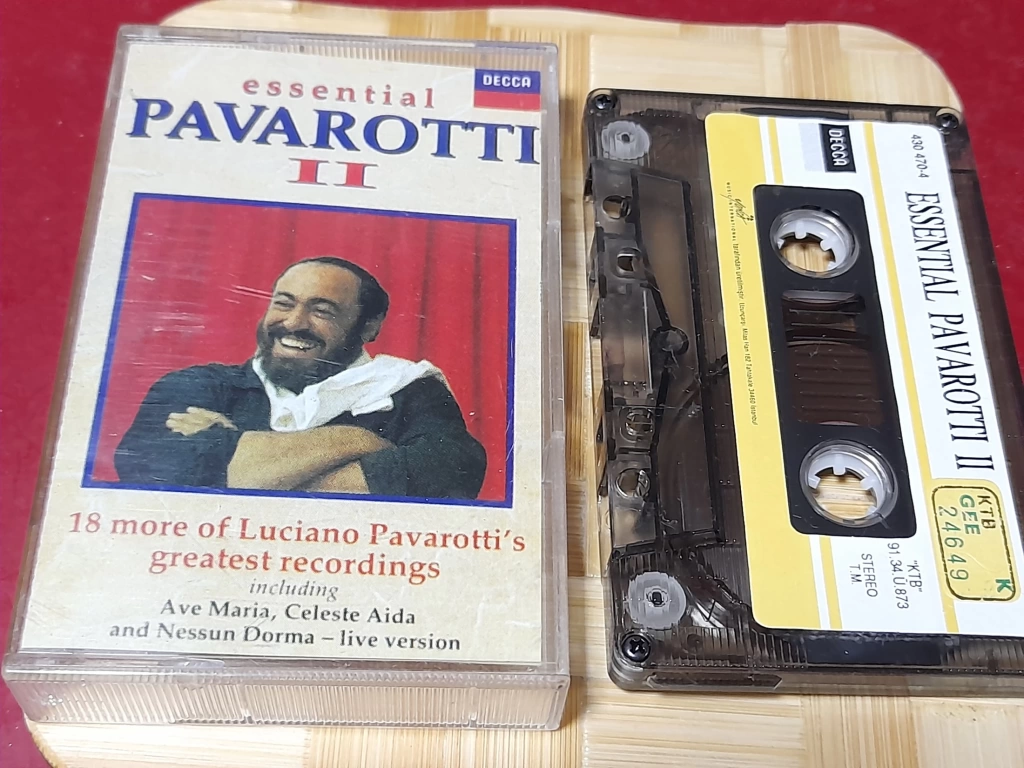 essential
DECCA
PAVAROTTI
II
18 more of Luciano Pavarotti's
greatest recordings
including
Ave Maria, Celeste Aida
and Nessun Dorma – live version
430 470-4
DECCA
ESSENTIAL PAVAROTTI II
KTB
GEE
24649
K
"KTB"
91.34.Ü.873
STEREO
T.M.